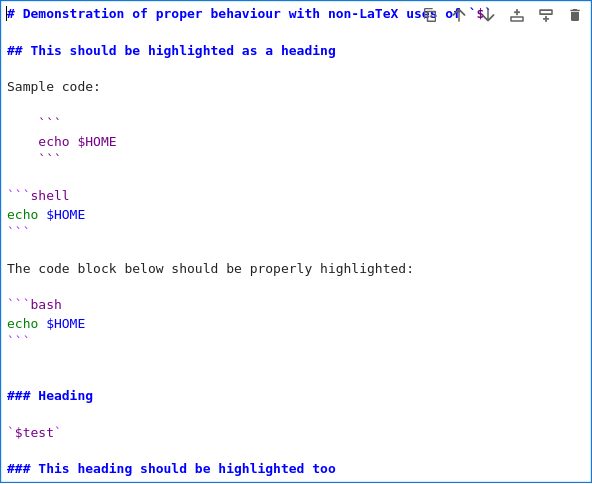 # Demonstration of proper behaviour with non-LaTeX uses of `$`
## This should be highlighted as a heading
Sample code:
    ```
    echo $HOME
    ```
```shell
echo $HOME
```
The code block below should be properly highlighted:
```bash
echo $HOME
```
### Heading
`$test`
### This heading should be highlighted too